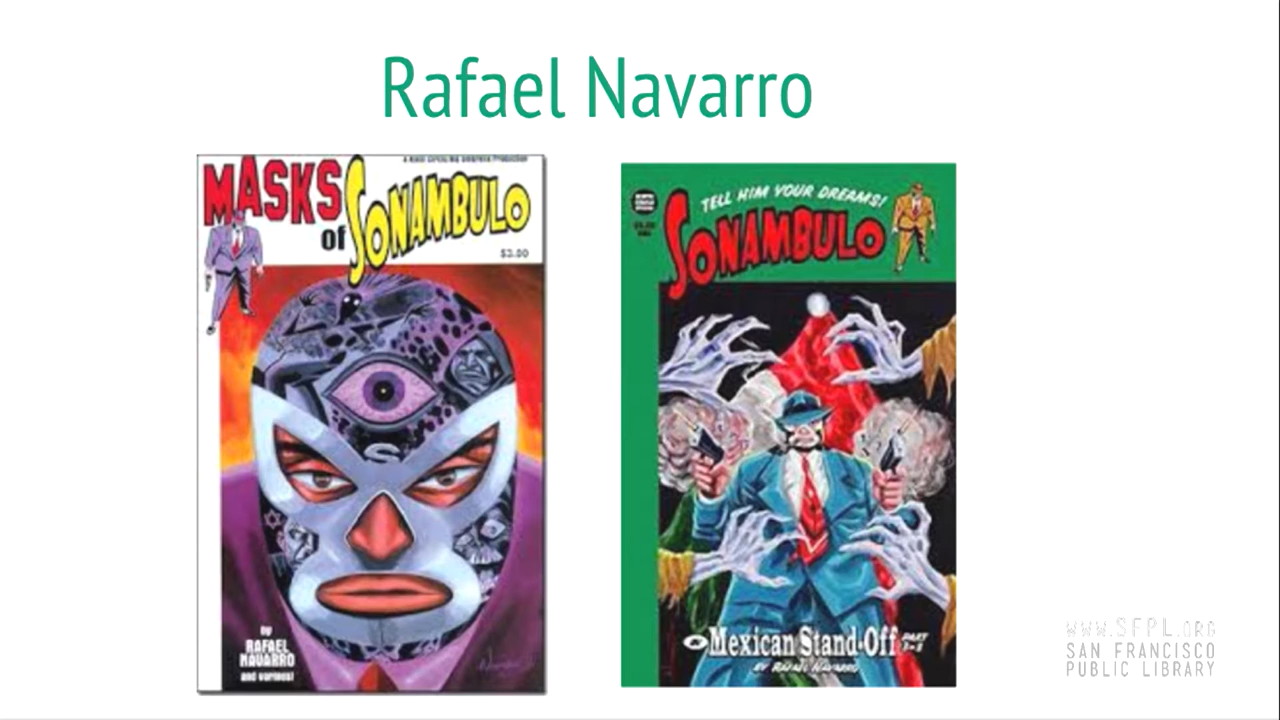 Rafael Navarro
MASKS
of SONAMBULO
$3.00
S
by
RAFAEL
NAVARRO
and various!
TELL HIM YOUR DREAMS!
SONAMBULO
Mexican Stand-Off PART
BY RAFAEL NAVARRO
WWW.SFPL.ORG
SAN FRANCISCO
PUBLIC LIBRARY